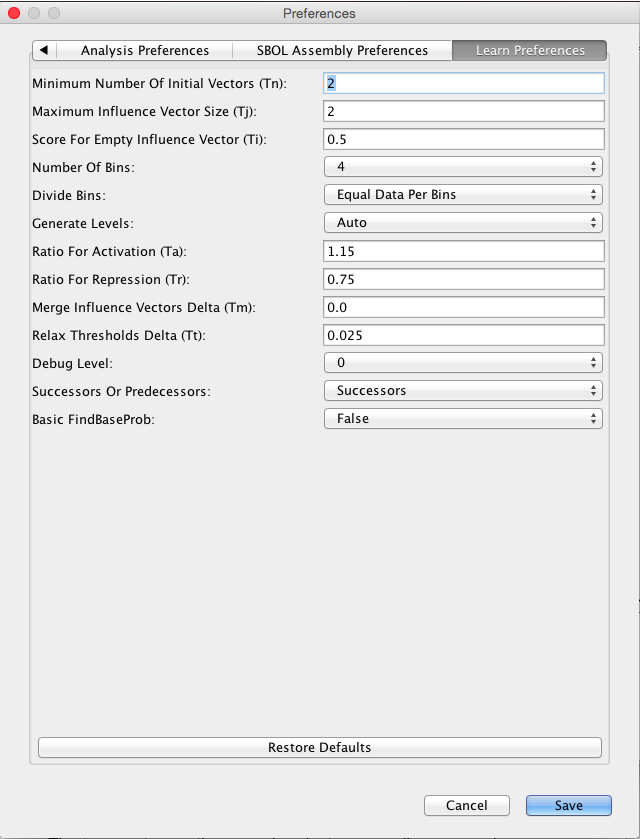 Preferences
Analysis Preferences SBOL Assembly Preferences Learn Preferences
Minimum Number Of Initial Vectors (Tn): 2
Maximum Influence Vector Size (Tj): 2
Score For Empty Influence Vector (Ti): 0.5
Number Of Bins: 4
Divide Bins: Equal Data Per Bins
Generate Levels: Auto
Ratio For Activation (Ta): 1.15
Ratio For Repression (Tr): 0.75
Merge Influence Vectors Delta (Tm): 0.0
Relax Thresholds Delta (Tt): 0.025
Debug Level: 0
Successors Or Predecessors: Successors
Basic FindBaseProb: False
Restore Defaults
Cancel Save